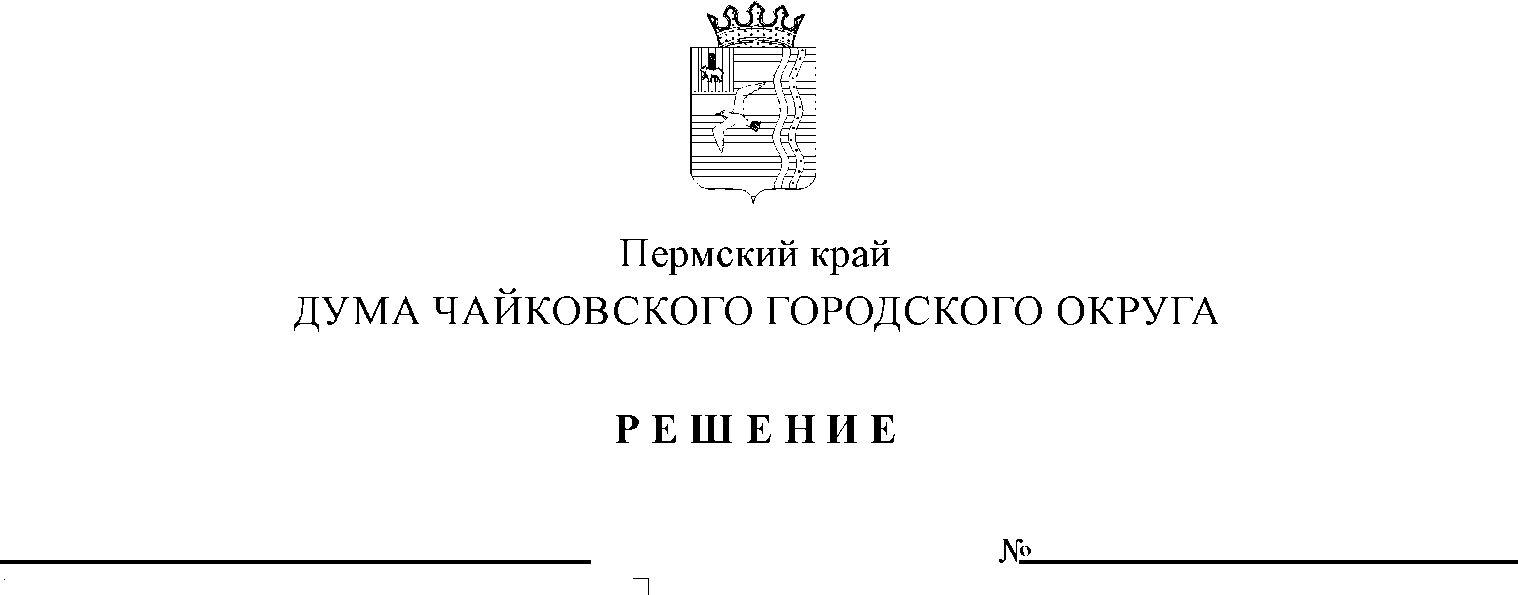 Пермский край
ДУМА ЧАЙКОВСКОГО ГОРОДСКОГО ОКРУГА
Р Е Ш Е Н И Е
№